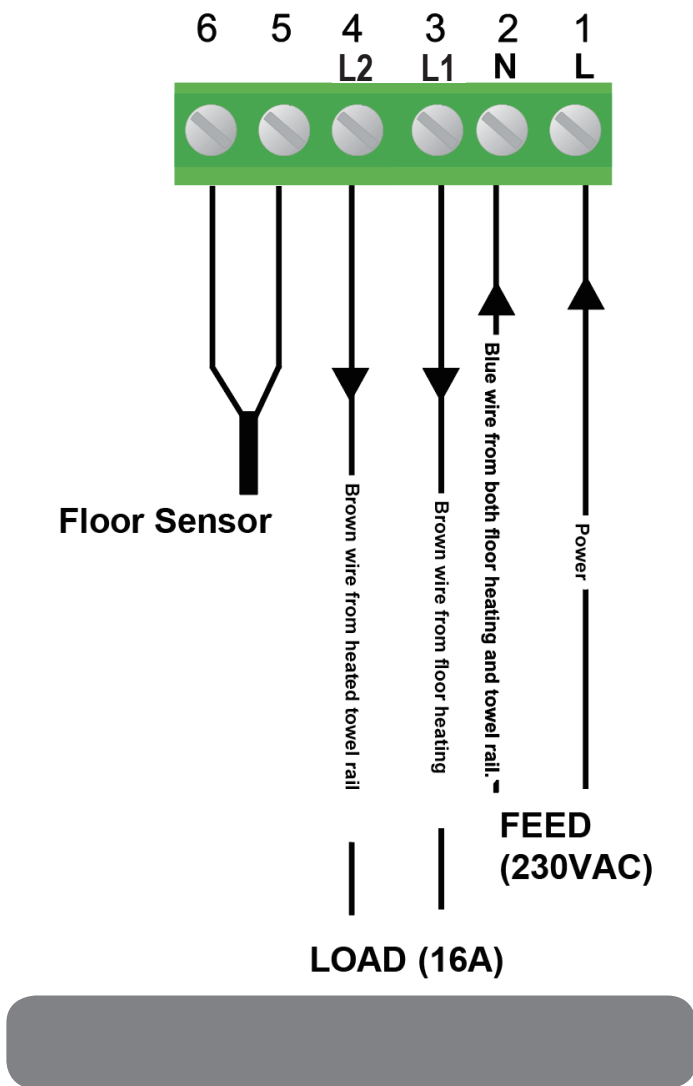 6 5 4 3 2 1
L2 L1 N L
Floor Sensor
Brown wire from heated towel rail
Brown wire from floor heating
Blue wire from both floor heating and towel rail.
Power
FEED
(230VAC)
LOAD (16A)